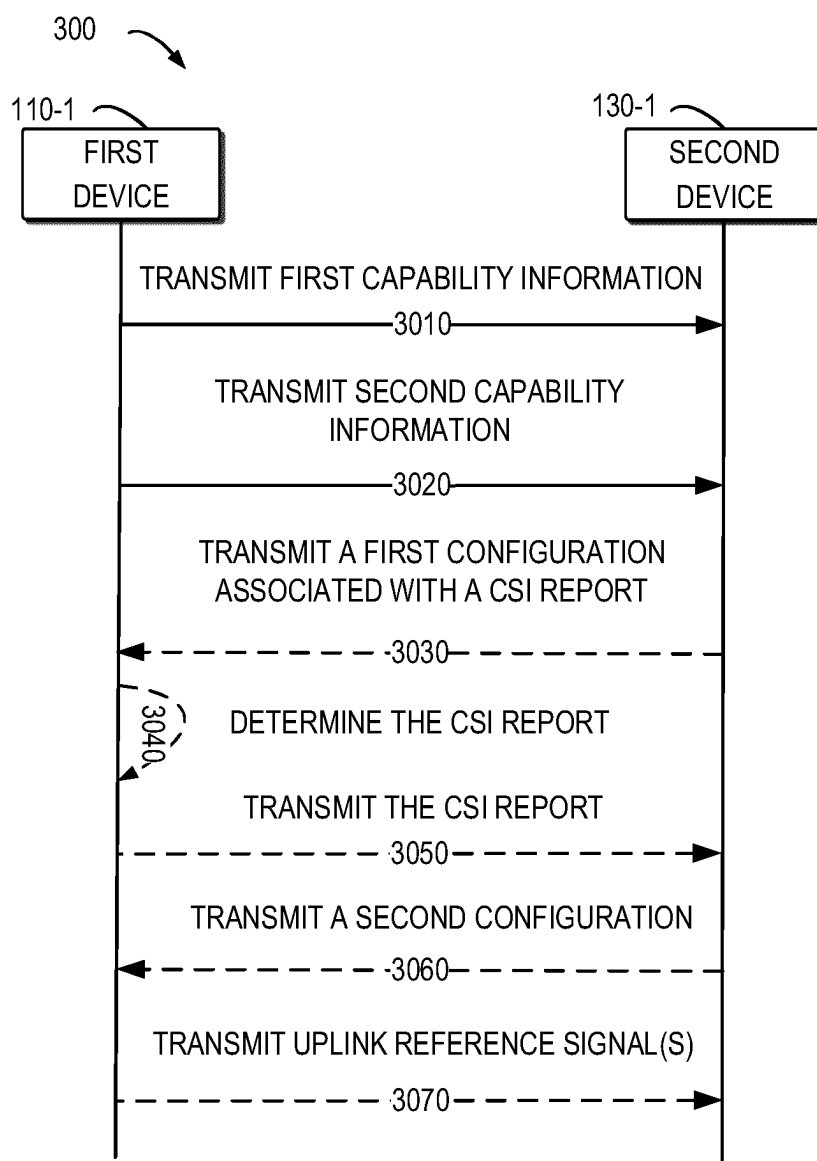 300
110-1
130-1
FIRST
DEVICE
SECOND
DEVICE
TRANSMIT FIRST CAPABILITY INFORMATION
3010
TRANSMIT SECOND CAPABILITY
INFORMATION
3020
TRANSMIT A FIRST CONFIGURATION
ASSOCIATED WITH A CSI REPORT
3030
3040
DETERMINE THE CSI REPORT
TRANSMIT THE CSI REPORT
3050
TRANSMIT A SECOND CONFIGURATION
3060
TRANSMIT UPLINK REFERENCE SIGNAL(S)
3070